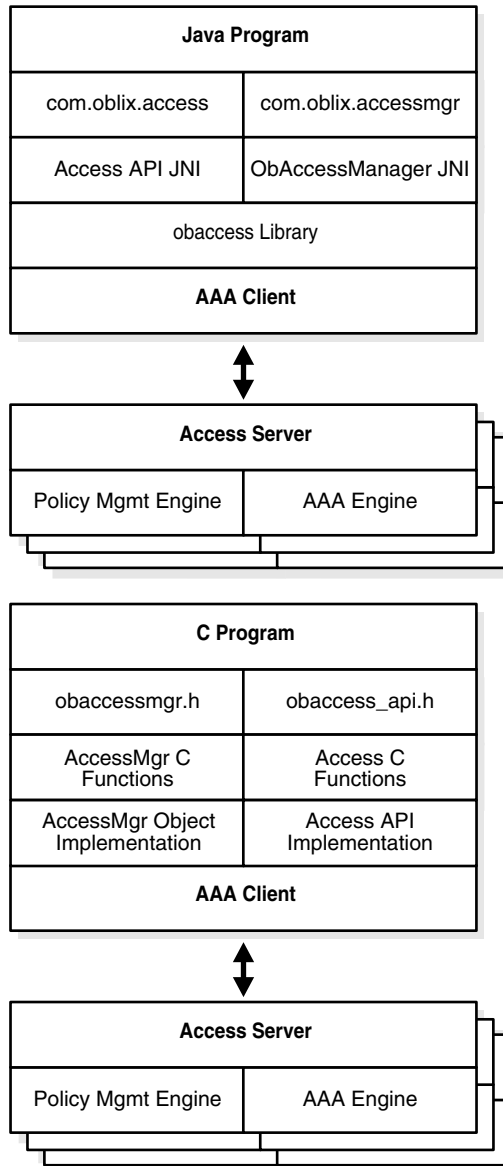 Java Program
com.oblix.access
com.oblix.accessmgr
Access API JNI
ObAccessManager JNI
obaccess Library
AAA Client
Access Server
Policy Mgmt Engine
AAA Engine
C Program
obaccessmgr.h
obaccess_api.h
AccessMgr C
Functions
Access C
Functions
AccessMgr Object
Implementation
Access API
Implementation
AAA Client
Access Server
Policy Mgmt Engine
AAA Engine